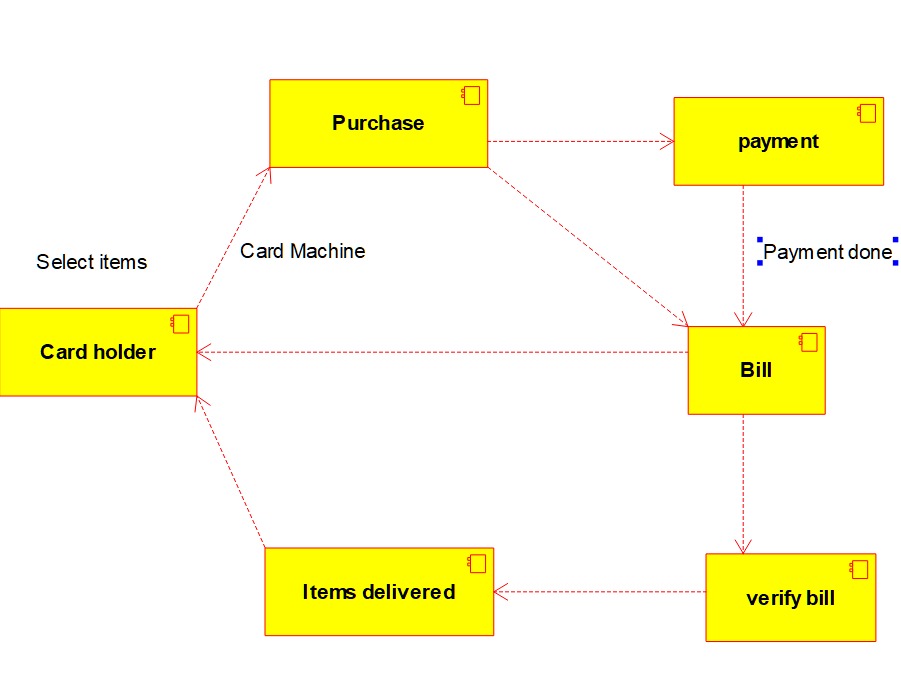 Purchase
payment
Select items
Card Machine
Payment done
Card holder
Bill
Items delivered
verify bill